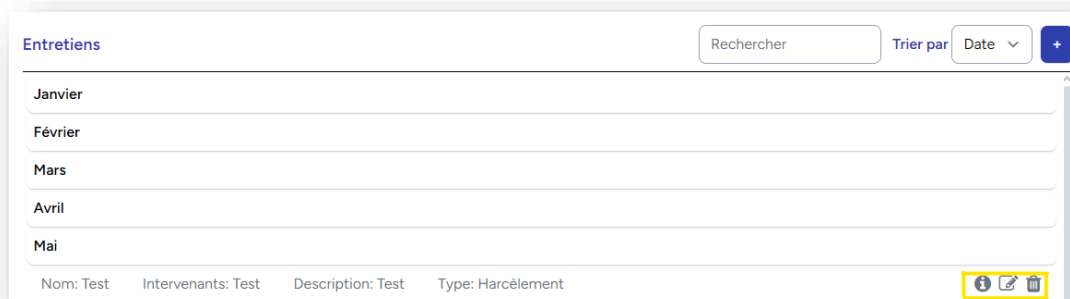 Entretiens Rechercher Trier par Date +
Janvier
Février
Mars
Avril
Mai
Nom: Test Intervenants: Test Description: Test Type: Harcèlement